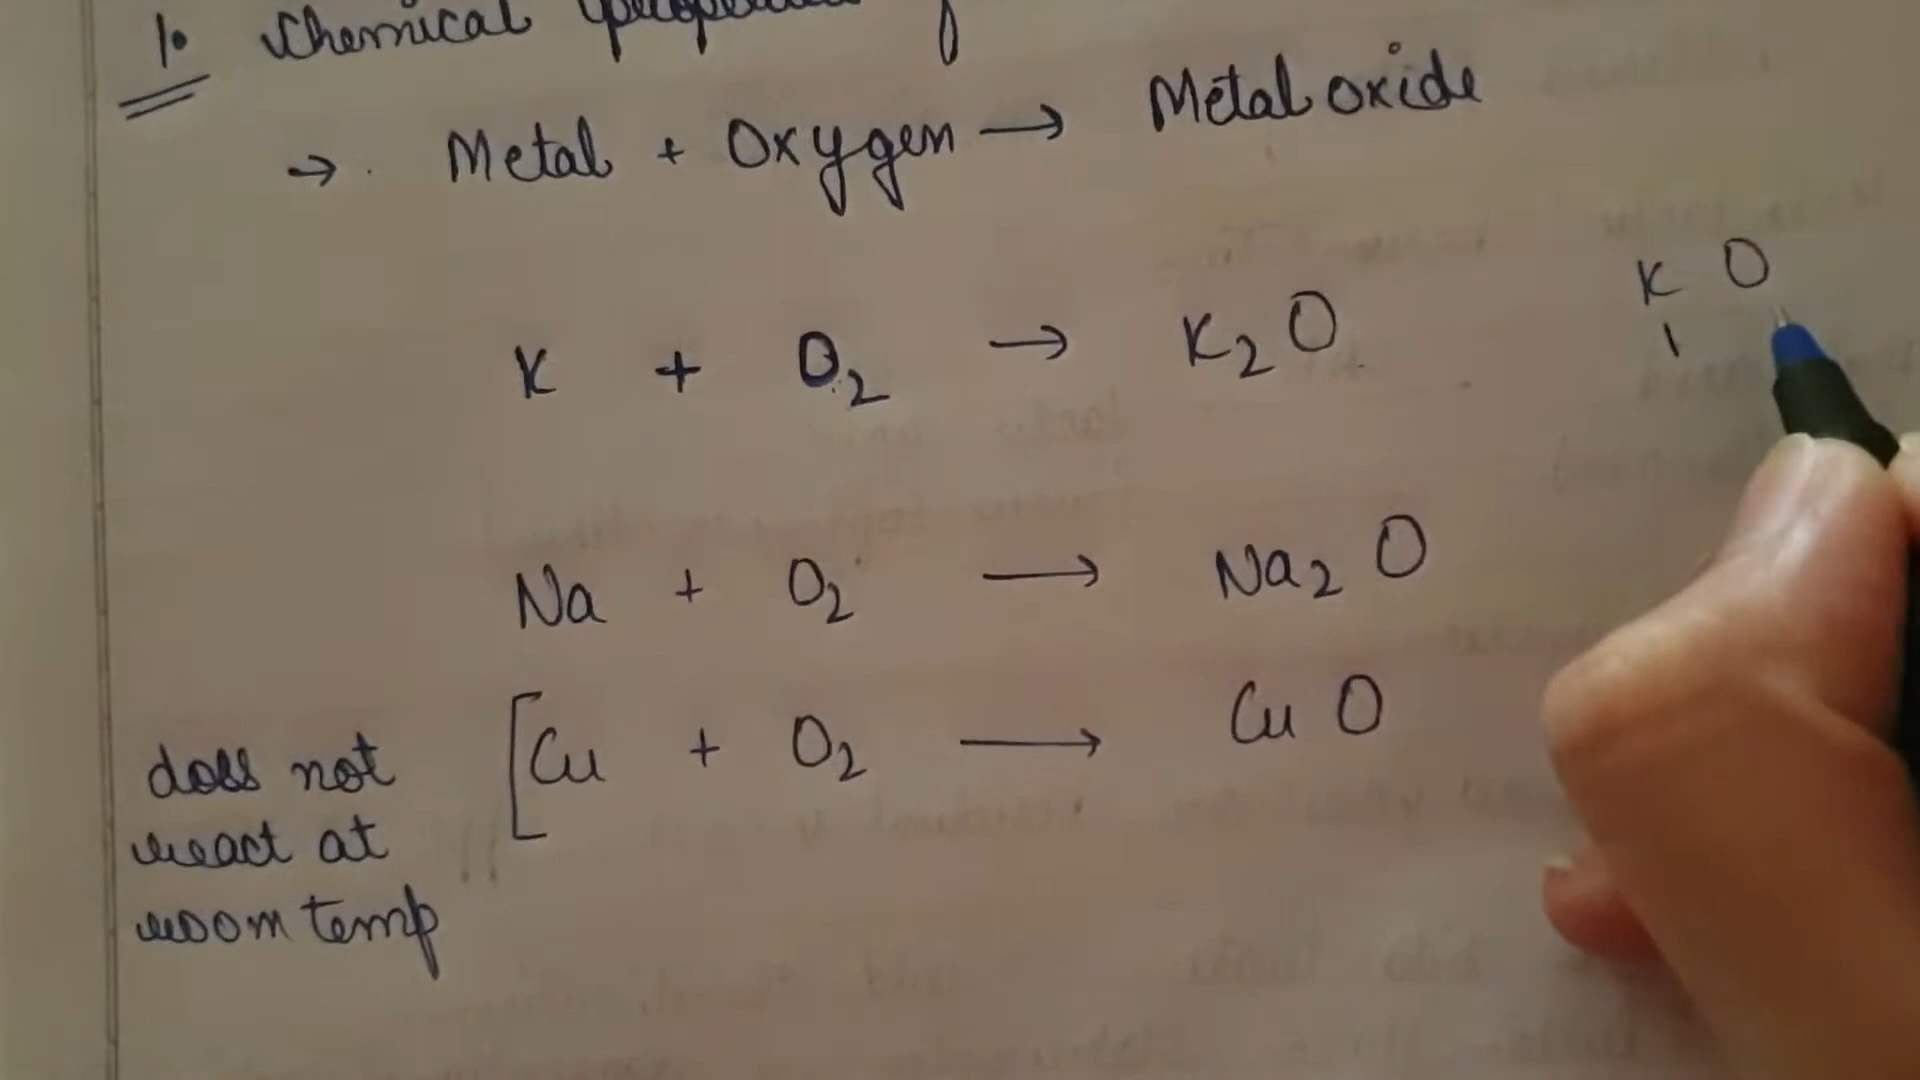 1. Chemical
→. Metal + Oxygen → Metal oxide
K + O2 → K2O
K O
1
Na + O2 → Na2O
Cu + O2 → CuO
does not
react at
room temp